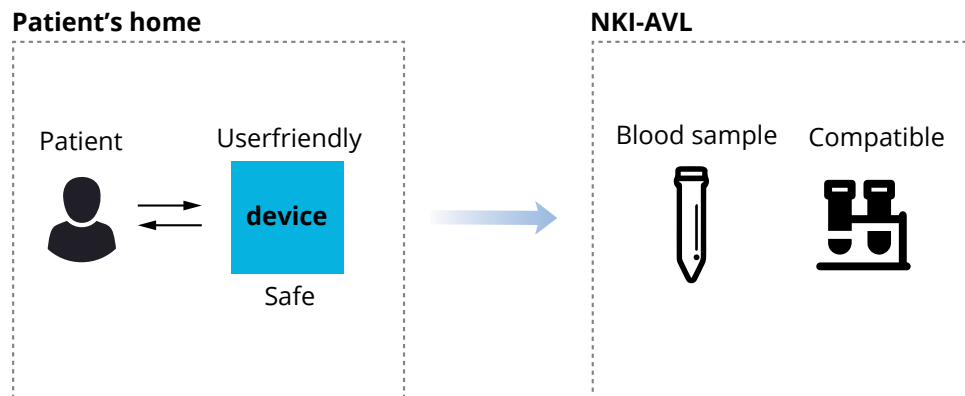 Patient's home
NKI-AVL
Patient
Userfriendly
device
Safe
Blood sample
Compatible